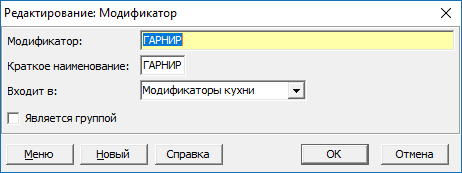 Редактирование: Модификатор
Модификатор: ГАРНИР
Краткое наименование: ГАРНИР
Входит в: Модификаторы кухни
Является группой
Меню Новый Справка ОК Отмена